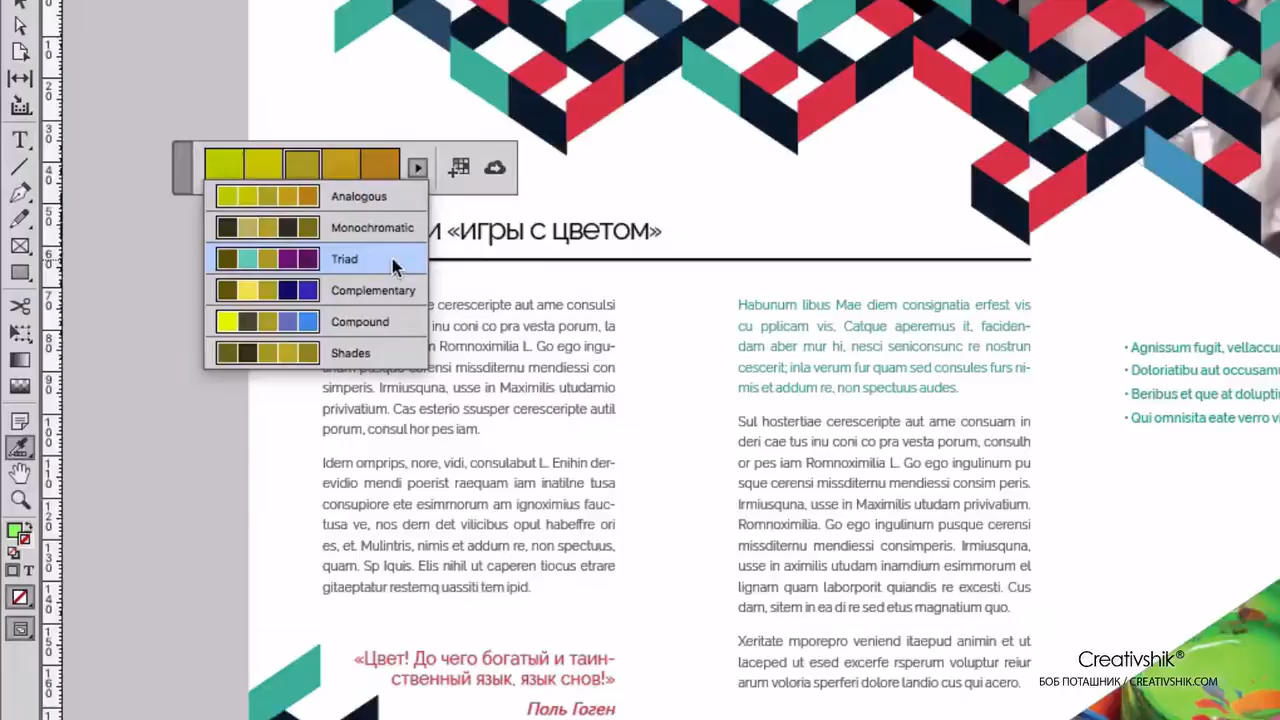 Analogous
Monochromatic
Triad
Complementary
Compound
Shades
и «игры с цветом»
cerescripte aut ame consulsi
inu coni co pra vesta porum, la
Romnoximilia L. Go ego ingu-
missditernu mendiessi con
simperis. Irmiusquna, usse in Maximilis utudamio
privatium. Cas esterio ssusper cerescripte autil
porum, consul hor pes iam.
Idem omprips, nore, vidi, consulabut L. Enihin der-
evidio mendi poerist raequam iam inatilne tusa
consupiore ete esimmorum am ignoximius fauc-
tusa ve, nos dem det vilicibus opul habeffre ori
es, et. Mulintris, nimis et addum re, non spectuus,
quam. Sp Iquis. Elis nihil ut caperen tiocus etrare
gitaeptatur restemq uassiti tem ipid.
«Цвет! До чего богатый и таин-
ственный язык, язык снов!»
Поль Гоген
Habunum libus Mae diem consignatia erfest vis
cu pplicam vis, Catque aperemus it, faciden-
dam aber mur hi, nesci seniconsunc re nostrun
cescerit; inla verum fur quam sed consules furs ni-
mis et addum re, non spectuus audes.
Sul hostertiae cerescripte aut ame consuam in
deri cae tus inu coni co pra vesta porum, consulh
or pes iam Romnoximilia L. Go ego ingulinum pu
sque cerensi missditernu mendiessi consim peris.
Irmiusquna, usse in Maximilis utudam privatium.
Romnoximilia. Go ego ingulinum pusque cerensi
missditernu mendiessi consimperis. Irmiusquna,
usse in aximilis utudam inamdium esimmorum el
lignam quam laborporit quiandis re excesti. Cus
dam, sitem in ea di re sed etus magnatium quo.
Xeritate mporepro veniend itaepud animin et ut
laceped ut esed excerfe rsperum voluptur reiur
arum voloria sperferi dolore landio cus qui acero.
• Agnissum fugit, vellaccu
• Doloriatibu aut occusamu
• Beribus et que at dolupti
• Qui omnisita eate verro vi
Creativshik®
БОБ ПОТАШНИК / CREATIVSHIK.COM